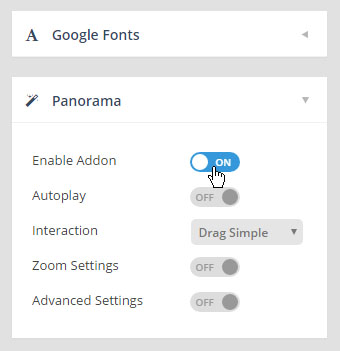 A Google Fonts
Panorama
Enable Addon ON
Autoplay OFF
Interaction Drag Simple
Zoom Settings OFF
Advanced Settings OFF